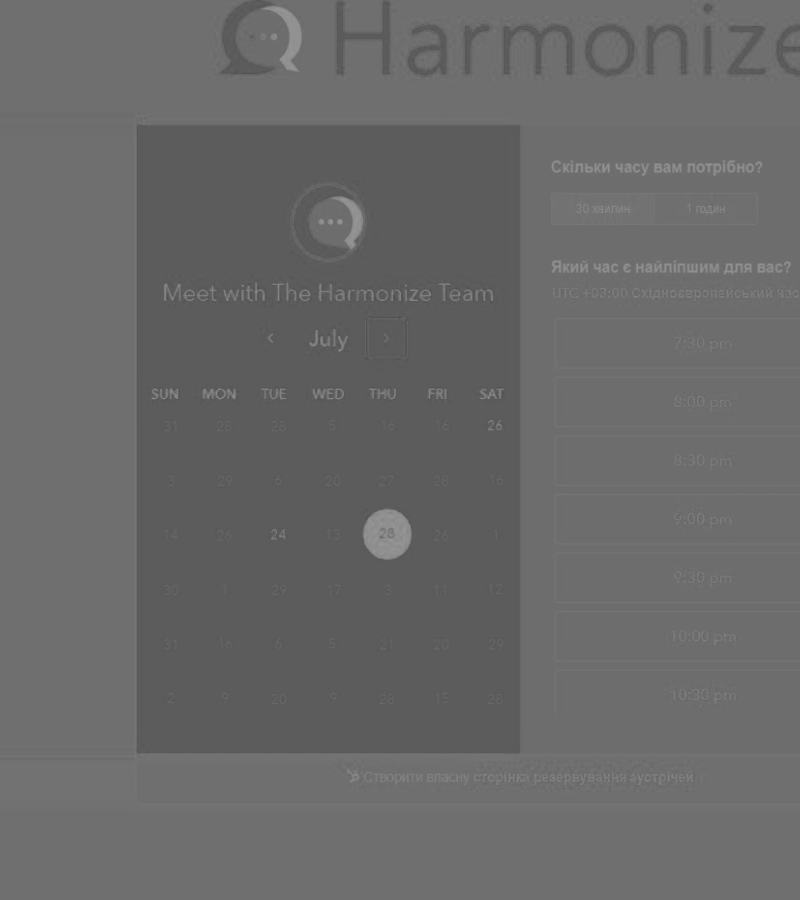 Harmonize
Meet with The Harmonize Team
July
SUN MON TUE WED THU FRI SAT
31 28 28 5 16 16 26
3 29 6 20 27 28 16
14 26 24 13 28 26 1
30 1 29 17 3 11 12
31 16 6 5 21 20 29
2 9 20 9 28 15 28
Скільки часу вам потрібно?
30 хвилин 1 годин
Який час є найліпшим для вас?
UTC +03:00 Східноєвропейський час
7:30 pm
8:00 pm
8:30 pm
9:00 pm
9:30 pm
10:00 pm
10:30 pm
Створити власну сторінка резервування зустрічей